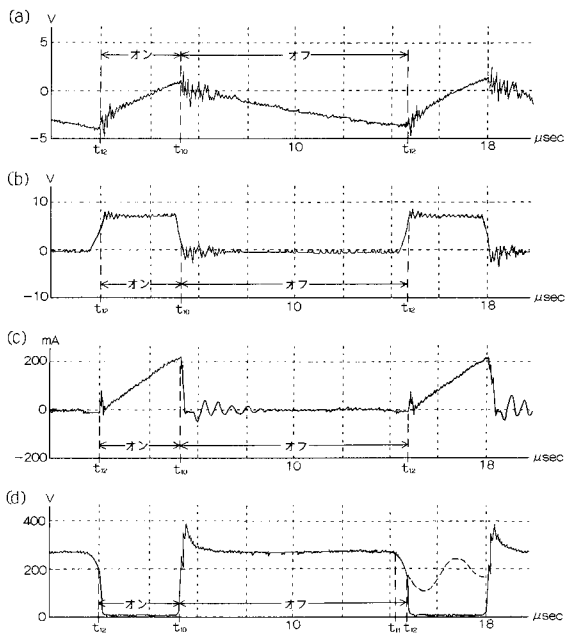 (a)
V
5
0
−5
オン
オフ
t₁₂
t₁₀
10
t₁₂
18
μsec
(b)
V
10
0
−10
オン
オフ
t₁₂
t₁₀
10
t₁₂
18
μsec
(c)
mA
200
0
−200
オン
オフ
t₁₂
t₁₀
10
t₁₂
18
μsec
(d)
V
400
200
0
オン
オフ
t₁₂
t₁₀
10
t₁₁
t₁₂
18
μsec